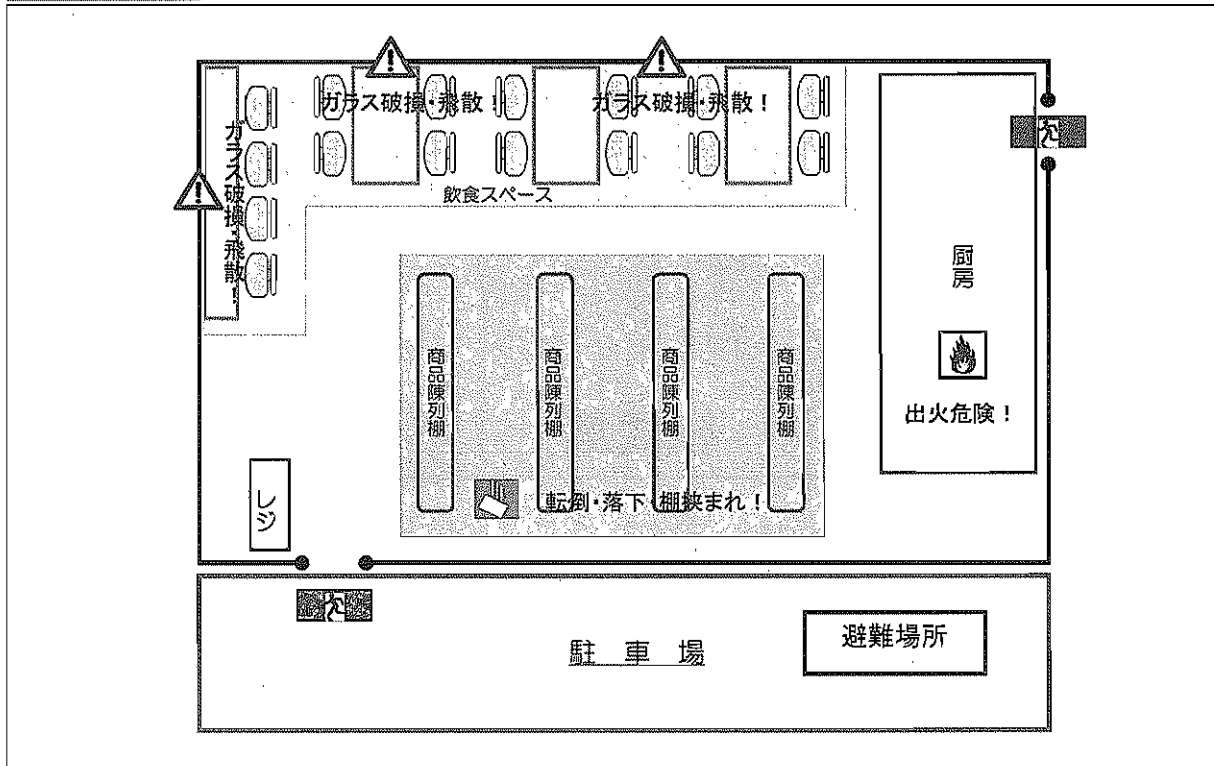 ガラス破損・飛散!
ガラス破損・飛散!
ガラス破損・飛散!
飲食スペース
厨房
出火危険!
商品陳列棚
商品陳列棚
商品陳列棚
商品陳列棚
転倒・落下・棚挟まれ!
レジ
駐車場
避難場所